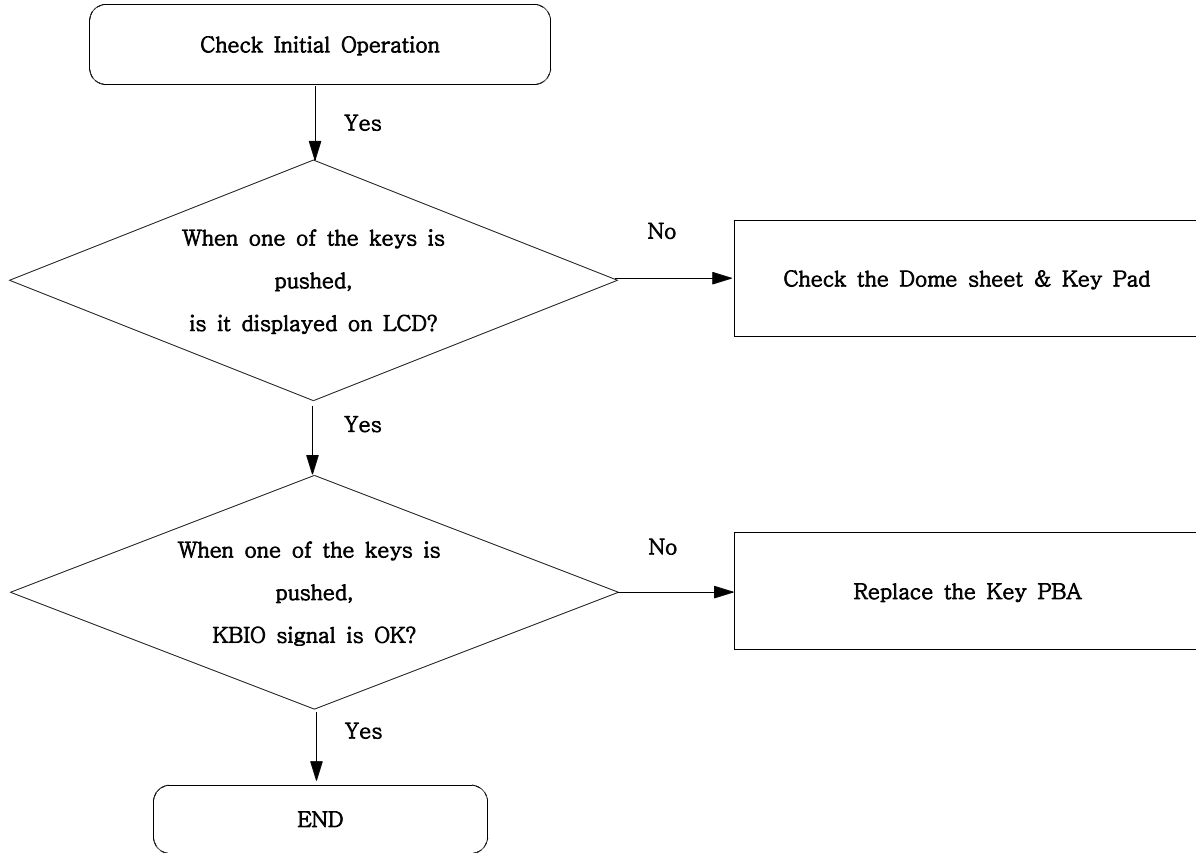 Check Initial Operation
Yes
When one of the keys is
pushed,
is it displayed on LCD?
No
Check the Dome sheet & Key Pad
Yes
When one of the keys is
pushed,
KBIO signal is OK?
No
Replace the Key PBA
Yes
END